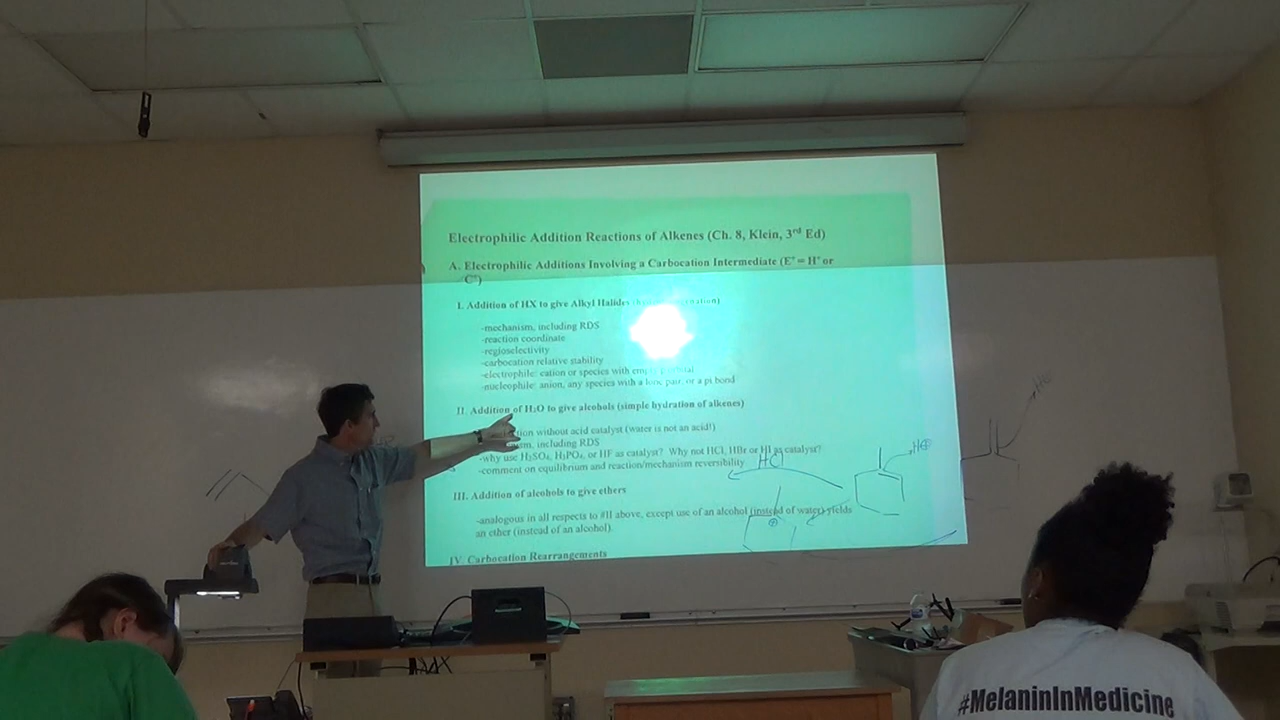 Electrophilic Addition Reactions of Alkenes (Ch. 8, Klein, 3rd Ed)
A. Electrophilic Additions Involving a Carbocation Intermediate (E⁺ = H⁺ or
C⁺)
I. Addition of HX to give Alkyl Halides
-mechanism, including RDS
-reaction coordinate
-regioselectivity
-carbocation relative stability
-electrophile: cation or species with empty orbital
-nucleophile: anion, any species with a lone pair, or a pi bond
II. Addition of H₂O to give alcohols (simple hydration of alkenes)
without acid catalyst (water is not an acid!)
including RDS
-why use H₂SO₄, H₃PO₄, or HF as catalyst? Why not HCl, HBr or HI as catalyst?
-comment on equilibrium and reaction/mechanism reversibility
HCl
H⊕
III. Addition of alcohols to give ethers
-analogous in all respects to #II above, except use of an alcohol (instead of water) yields
an ether (instead of an alcohol).
⊕
IV. Carbocation Rearrangements
#MelaninInMedicine